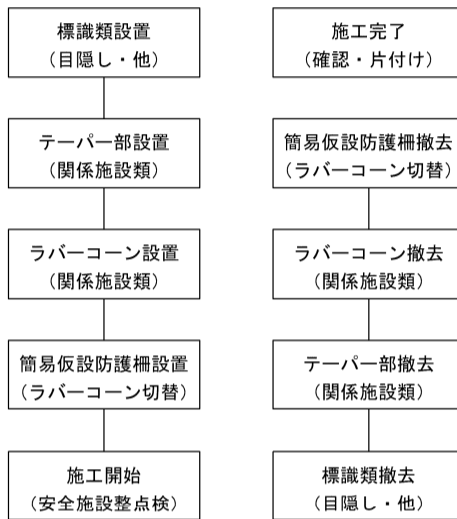 標識類設置
(目隠し・他)
テーパー部設置
(関係施設類)
ラバーコーン設置
(関係施設類)
簡易仮設防護柵設置
(ラバーコーン切替)
施工開始
(安全施設整点検)
施工完了
(確認・片付け)
簡易仮設防護柵撤去
(ラバーコーン切替)
ラバーコーン撤去
(関係施設類)
テーパー部撤去
(関係施設類)
標識類撤去
(目隠し・他)